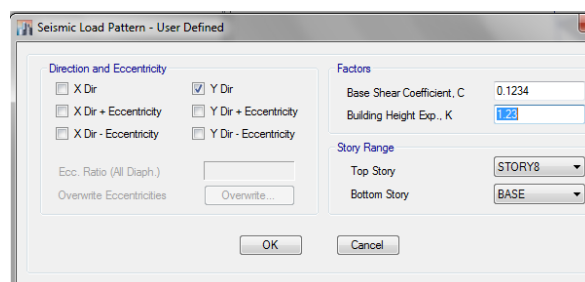 Seismic Load Pattern - User Defined
Direction and Eccentricity
X Dir
Y Dir
X Dir + Eccentricity
Y Dir + Eccentricity
X Dir - Eccentricity
Y Dir - Eccentricity
Ecc. Ratio (All Diaph.)
Overwrite Eccentricities
Overwrite...
Factors
Base Shear Coefficient, C
0.1234
Building Height Exp., K
1.23
Story Range
Top Story
STORY8
Bottom Story
BASE
OK
Cancel